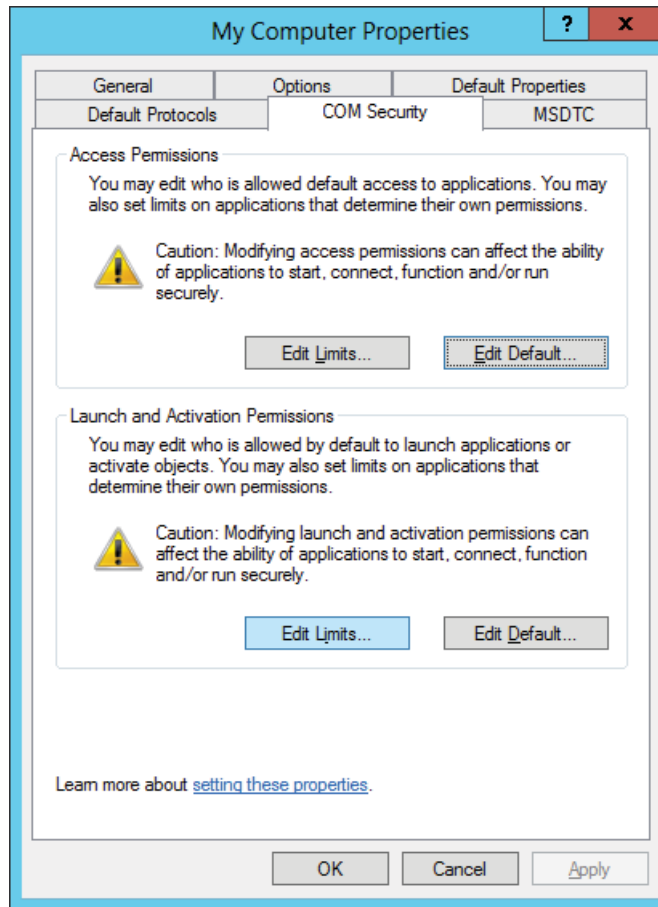 My Computer Properties
? x
General Options Default Properties
Default Protocols COM Security MSDTC
Access Permissions
You may edit who is allowed default access to applications. You may
also set limits on applications that determine their own permissions.
Caution: Modifying access permissions can affect the ability
of applications to start, connect, function and/or run
securely.
Edit Limits... Edit Default...
Launch and Activation Permissions
You may edit who is allowed by default to launch applications or
activate objects. You may also set limits on applications that
determine their own permissions.
Caution: Modifying launch and activation permissions can
affect the ability of applications to start, connect, function
and/or run securely.
Edit Limits... Edit Default...
Learn more about setting these properties.
OK Cancel Apply